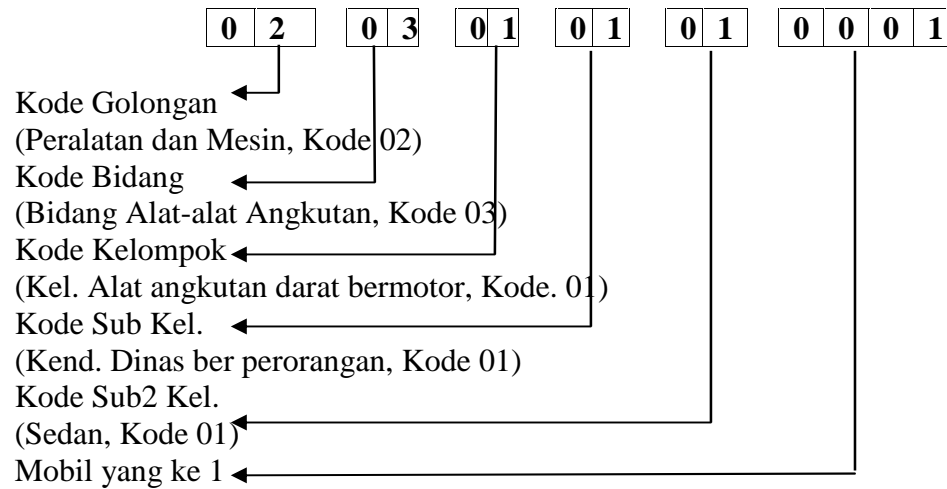 0 2 0 3 0 1 0 1 0 1 0 0 0 1
Kode Golongan
(Peralatan dan Mesin, Kode 02)
Kode Bidang
(Bidang Alat-alat Angkutan, Kode 03)
Kode Kelompok
(Kel. Alat angkutan darat bermotor, Kode. 01)
Kode Sub Kel.
(Kend. Dinas ber perorangan, Kode 01)
Kode Sub2 Kel.
(Sedan, Kode 01)
Mobil yang ke 1